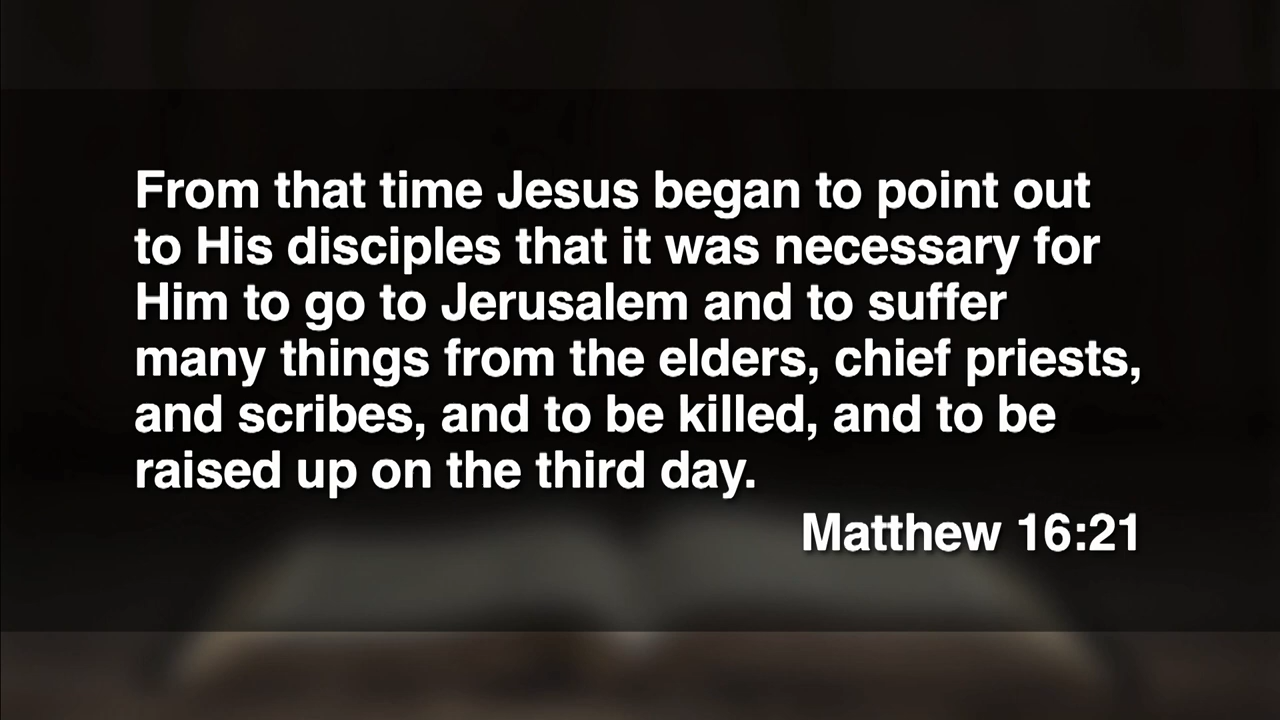 From that time Jesus began to point out
to His disciples that it was necessary for
Him to go to Jerusalem and to suffer
many things from the elders, chief priests,
and scribes, and to be killed, and to be
raised up on the third day.
Matthew 16:21